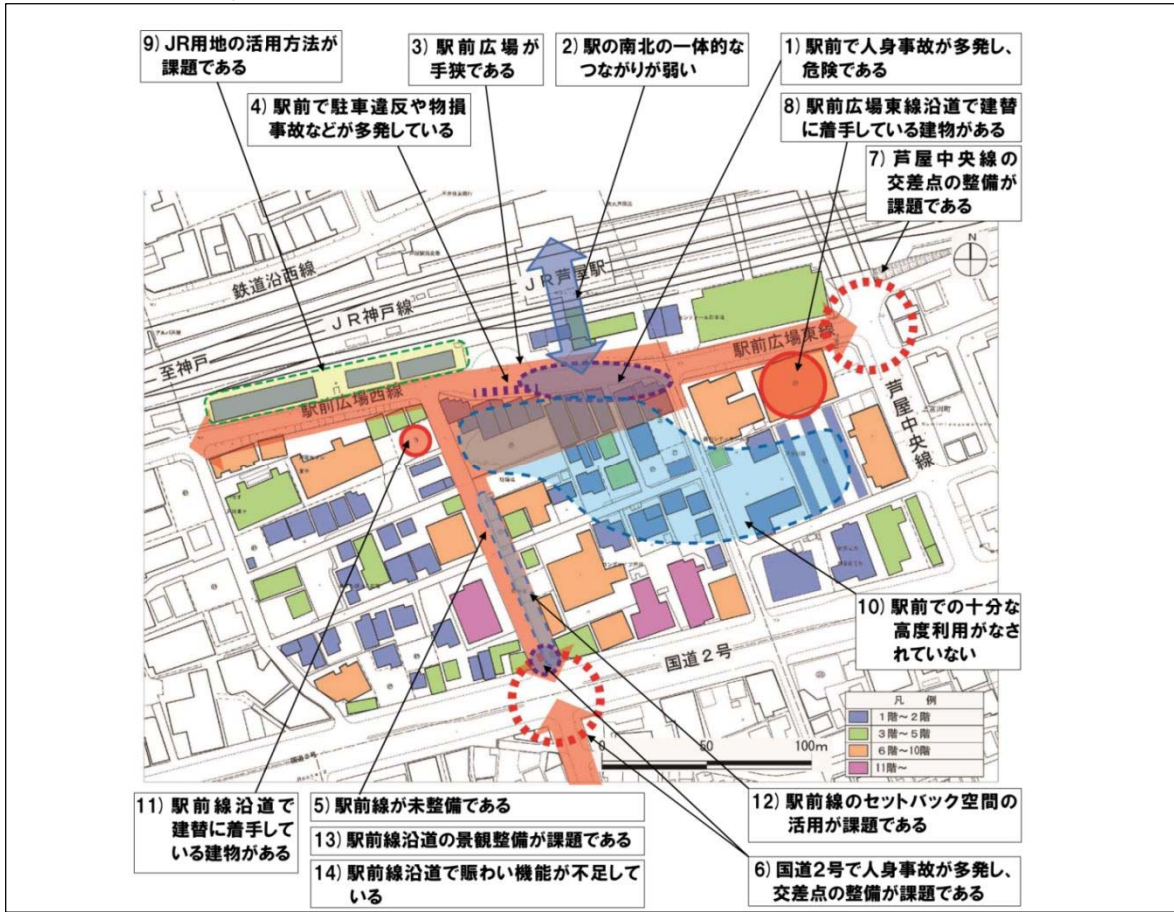 9) JR用地の活用方法が
課題である
3) 駅前広場が
手狭である
2) 駅の南北の一体的な
つながりが弱い
1) 駅前で人身事故が多発し、
危険である
4) 駅前で駐車違反や物損
事故などが多発している
8) 駅前広場東線沿道で建替
に着手している建物がある
7) 芦屋中央線の
交差点の整備が
課題である
N
鉄道沿西線
JR芦屋駅
JR神戸線
至神戸
駅前広場東線
駅前広場西線
芦屋中央線
上宮川町
10) 駅前での十分な
高度利用がなさ
れていない
国道2号
国道2号
凡 例
1階～2階
3階～5階
6階～10階
11階～
0 50 100m
11) 駅前線沿道で
建替に着手して
いる建物がある
5) 駅前線が未整備である
13) 駅前線沿道の景観整備が課題である
14) 駅前線沿道で賑わい機能が不足して
いる
12) 駅前線のセットバック空間の
活用が課題である
6) 国道2号で人身事故が多発し、
交差点の整備が課題である